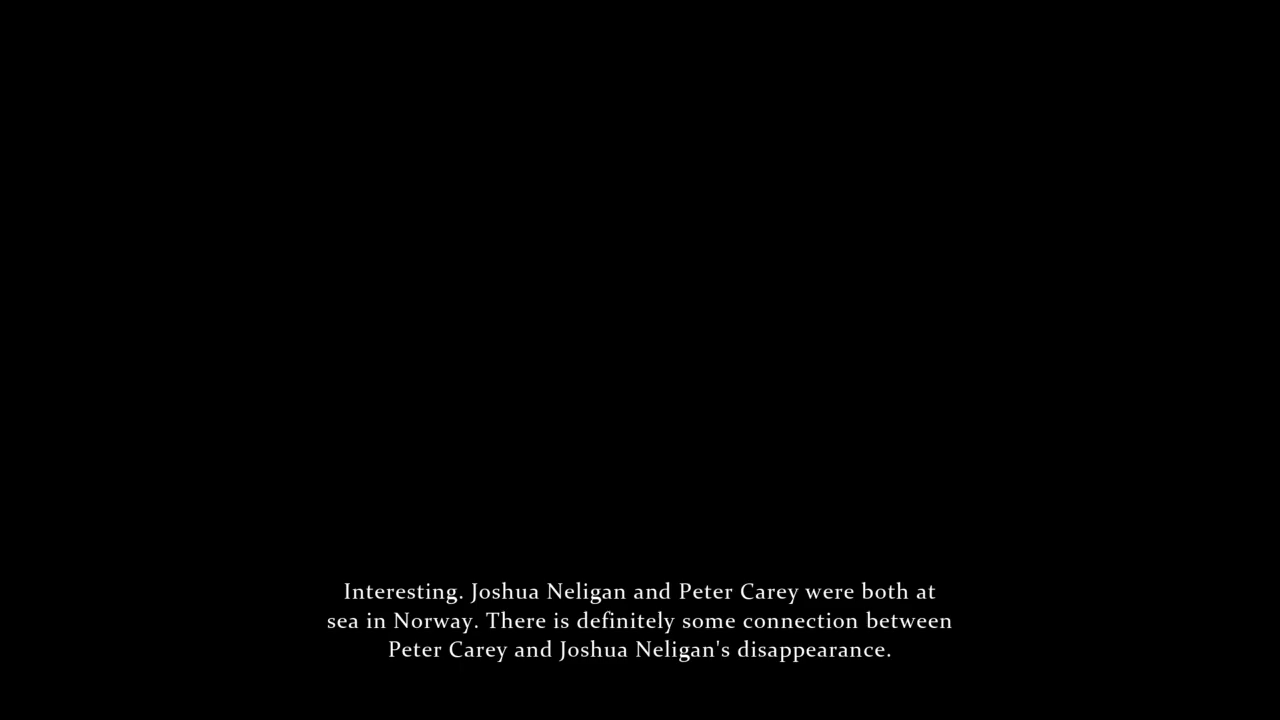 Interesting. Joshua Neligan and Peter Carey were both at
sea in Norway. There is definitely some connection between
Peter Carey and Joshua Neligan's disappearance.